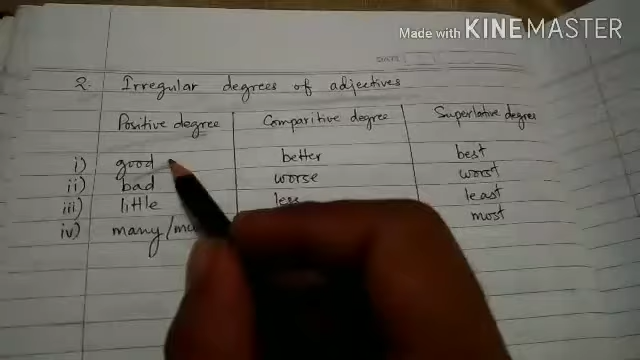 Made with KINEMASTER
DATE
2. Irregular degrees of adjectives
Positive degree Comparitive degree Superlative degree
i) good better best
ii) bad worse worst
iii) little less least
iv) many/ most